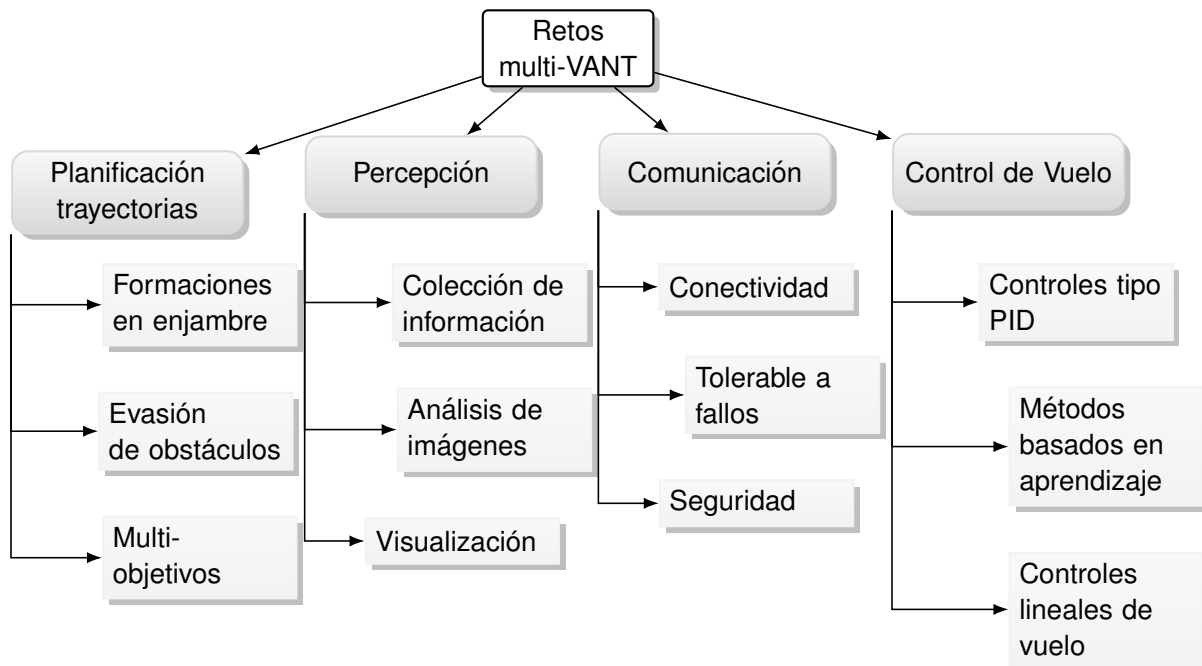 Retos
multi-VANT
Planificación
trayectorias
Formaciones
en enjambre
Evasión
de obstáculos
Multi-
objetivos
Percepción
Colección de
información
Análisis de
imágenes
Visualización
Comunicación
Conectividad
Tolerable a
fallos
Seguridad
Control de Vuelo
Controles tipo
PID
Métodos
basados en
aprendizaje
Controles
lineales de
vuelo